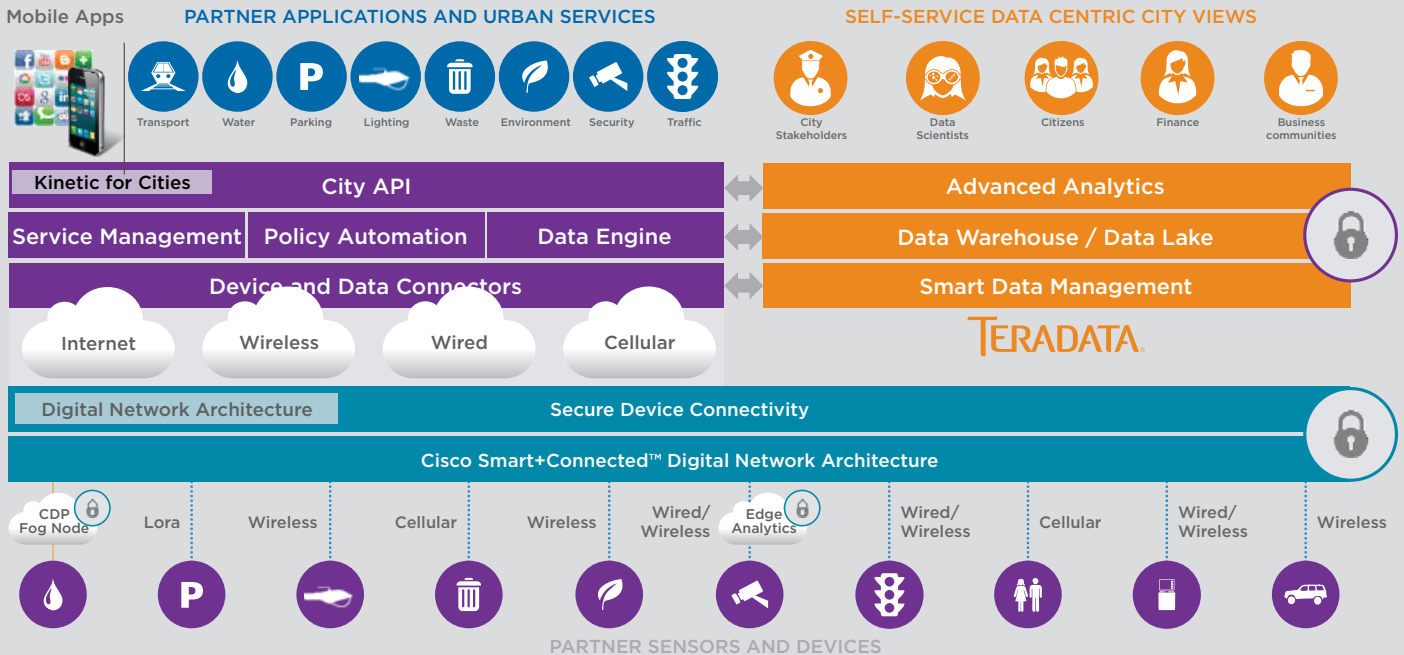 Mobile Apps
PARTNER APPLICATIONS AND URBAN SERVICES
SELF-SERVICE DATA CENTRIC CITY VIEWS
P
Transport
Water
Parking
Lighting
Waste
Environment
Security
Traffic
City
Stakeholders
Data
Scientists
Citizens
Finance
Business
communities
Kinetic for Cities
City API
Advanced Analytics
Service Management
Policy Automation
Data Engine
Data Warehouse / Data Lake
Device and Data Connectors
Smart Data Management
Internet
Wireless
Wired
Cellular
TERADATA.
Digital Network Architecture
Secure Device Connectivity
Cisco Smart+Connected™ Digital Network Architecture
CDP
Fog Node
Lora
Wireless
Cellular
Wireless
Wired/
Wireless
Edge
Analytics
Wired/
Wireless
Cellular
Wired/
Wireless
Wireless
P
PARTNER SENSORS AND DEVICES